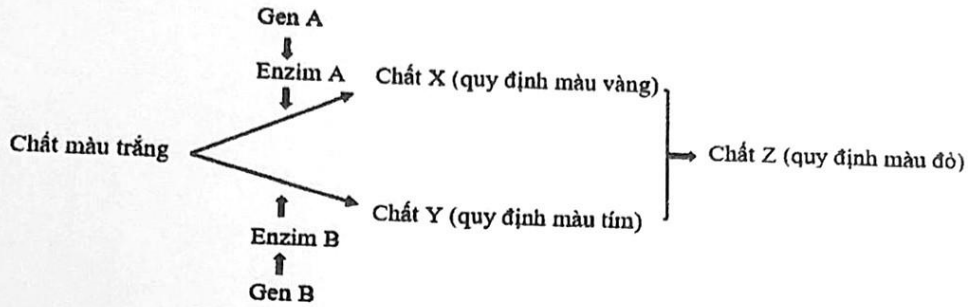 Gen A
Enzim A
Chất X (quy định màu vàng)
Chất màu trắng
Chất Z (quy định màu đỏ)
Chất Y (quy định màu tím)
Enzim B
Gen B